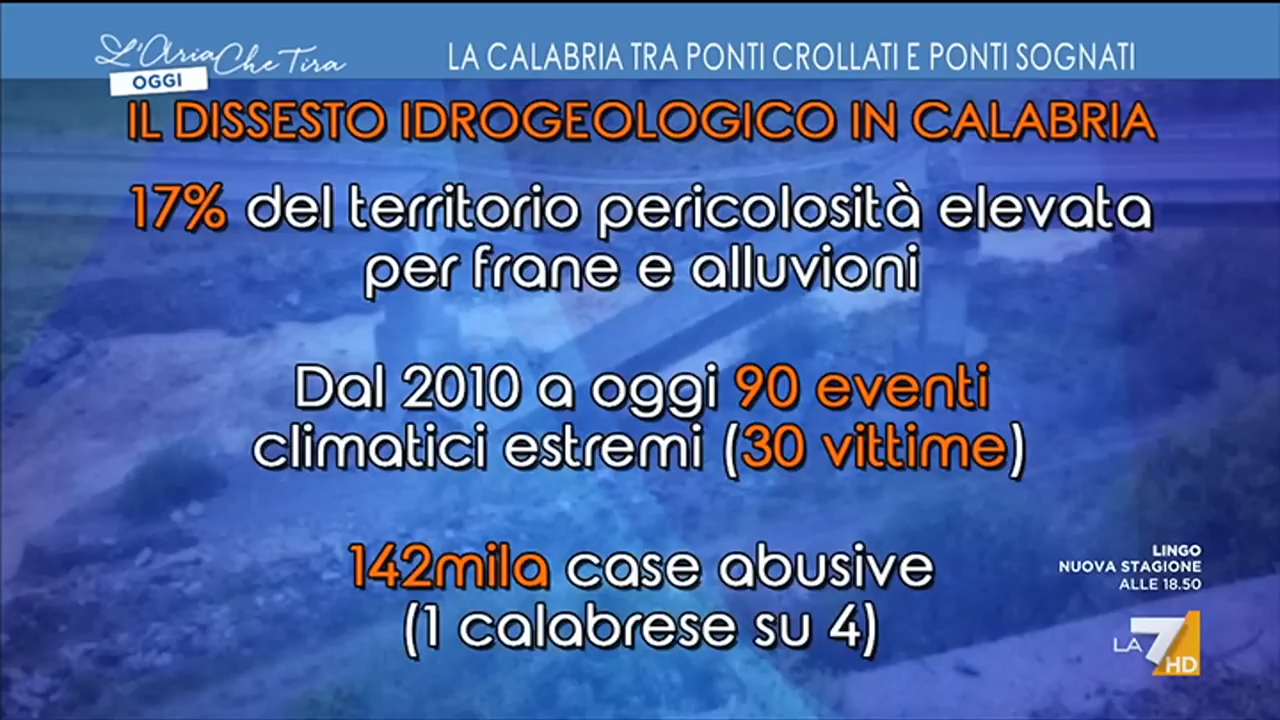 L'Aria Che Tira
OGGI
LA CALABRIA TRA PONTI CROLLATI E PONTI SOGNATI
IL DISSESTO IDROGEOLOGICO IN CALABRIA
17% del territorio pericolosità elevata
per frane e alluvioni
Dal 2010 a oggi 90 eventi
climatici estremi (30 vittime)
142mila case abusive
(1 calabrese su 4)
LINGO
NUOVA STAGIONE
ALLE 18.50
LA 7 HD